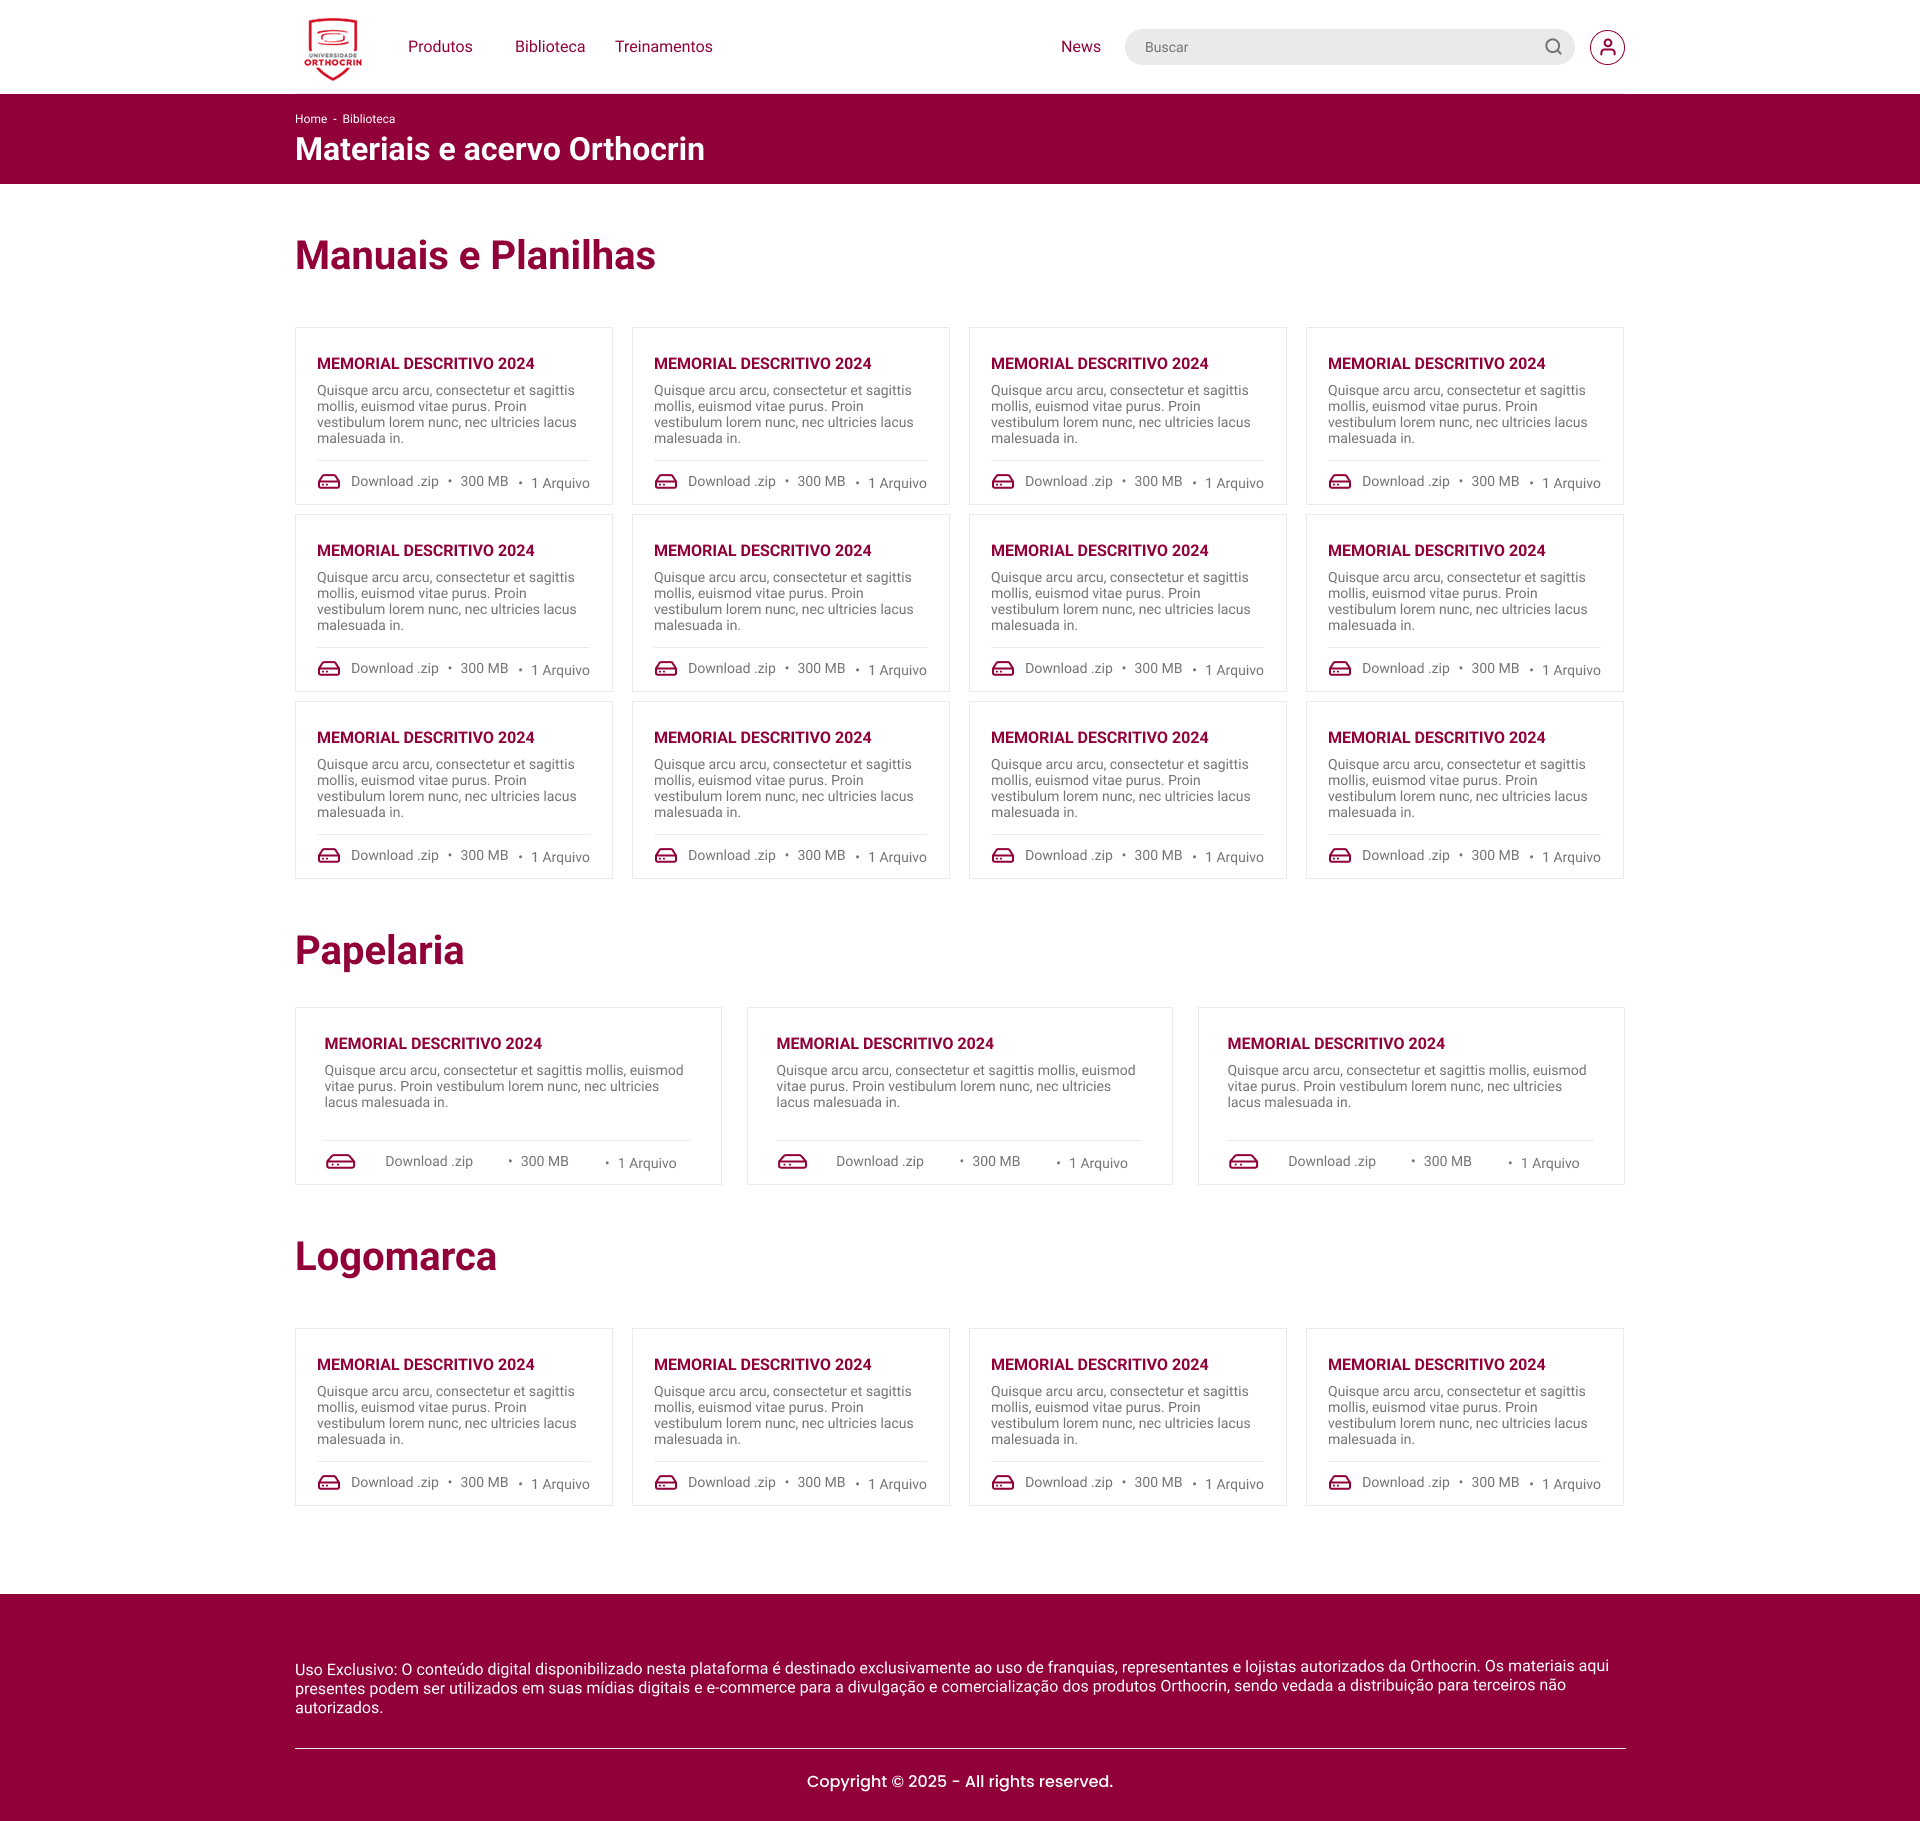 UNIVERSIDADE
ORTHOCRIN
Produtos Biblioteca Treinamentos News Buscar
Home - Biblioteca
Materiais e acervo Orthocrin
Manuais e Planilhas
MEMORIAL DESCRITIVO 2024 MEMORIAL DESCRITIVO 2024 MEMORIAL DESCRITIVO 2024 MEMORIAL DESCRITIVO 2024
Quisque arcu arcu, consectetur et sagittis Quisque arcu arcu, consectetur et sagittis Quisque arcu arcu, consectetur et sagittis Quisque arcu arcu, consectetur et sagittis
mollis, euismod vitae purus. Proin mollis, euismod vitae purus. Proin mollis, euismod vitae purus. Proin mollis, euismod vitae purus. Proin
vestibulum lorem nunc, nec ultricies lacus vestibulum lorem nunc, nec ultricies lacus vestibulum lorem nunc, nec ultricies lacus vestibulum lorem nunc, nec ultricies lacus
malesuada in. malesuada in. malesuada in. malesuada in.
Download .zip • 300 MB • 1 Arquivo Download .zip • 300 MB • 1 Arquivo Download .zip • 300 MB • 1 Arquivo Download .zip • 300 MB • 1 Arquivo
MEMORIAL DESCRITIVO 2024 MEMORIAL DESCRITIVO 2024 MEMORIAL DESCRITIVO 2024 MEMORIAL DESCRITIVO 2024
Quisque arcu arcu, consectetur et sagittis Quisque arcu arcu, consectetur et sagittis Quisque arcu arcu, consectetur et sagittis Quisque arcu arcu, consectetur et sagittis
mollis, euismod vitae purus. Proin mollis, euismod vitae purus. Proin mollis, euismod vitae purus. Proin mollis, euismod vitae purus. Proin
vestibulum lorem nunc, nec ultricies lacus vestibulum lorem nunc, nec ultricies lacus vestibulum lorem nunc, nec ultricies lacus vestibulum lorem nunc, nec ultricies lacus
malesuada in. malesuada in. malesuada in. malesuada in.
Download .zip • 300 MB • 1 Arquivo Download .zip • 300 MB • 1 Arquivo Download .zip • 300 MB • 1 Arquivo Download .zip • 300 MB • 1 Arquivo
MEMORIAL DESCRITIVO 2024 MEMORIAL DESCRITIVO 2024 MEMORIAL DESCRITIVO 2024 MEMORIAL DESCRITIVO 2024
Quisque arcu arcu, consectetur et sagittis Quisque arcu arcu, consectetur et sagittis Quisque arcu arcu, consectetur et sagittis Quisque arcu arcu, consectetur et sagittis
mollis, euismod vitae purus. Proin mollis, euismod vitae purus. Proin mollis, euismod vitae purus. Proin mollis, euismod vitae purus. Proin
vestibulum lorem nunc, nec ultricies lacus vestibulum lorem nunc, nec ultricies lacus vestibulum lorem nunc, nec ultricies lacus vestibulum lorem nunc, nec ultricies lacus
malesuada in. malesuada in. malesuada in. malesuada in.
Download .zip • 300 MB • 1 Arquivo Download .zip • 300 MB • 1 Arquivo Download .zip • 300 MB • 1 Arquivo Download .zip • 300 MB • 1 Arquivo
Papelaria
MEMORIAL DESCRITIVO 2024 MEMORIAL DESCRITIVO 2024 MEMORIAL DESCRITIVO 2024
Quisque arcu arcu, consectetur et sagittis mollis, euismod Quisque arcu arcu, consectetur et sagittis mollis, euismod Quisque arcu arcu, consectetur et sagittis mollis, euismod
vitae purus. Proin vestibulum lorem nunc, nec ultricies vitae purus. Proin vestibulum lorem nunc, nec ultricies vitae purus. Proin vestibulum lorem nunc, nec ultricies
lacus malesuada in. lacus malesuada in. lacus malesuada in.
Download .zip • 300 MB • 1 Arquivo Download .zip • 300 MB • 1 Arquivo Download .zip • 300 MB • 1 Arquivo
Logomarca
MEMORIAL DESCRITIVO 2024 MEMORIAL DESCRITIVO 2024 MEMORIAL DESCRITIVO 2024 MEMORIAL DESCRITIVO 2024
Quisque arcu arcu, consectetur et sagittis Quisque arcu arcu, consectetur et sagittis Quisque arcu arcu, consectetur et sagittis Quisque arcu arcu, consectetur et sagittis
mollis, euismod vitae purus. Proin mollis, euismod vitae purus. Proin mollis, euismod vitae purus. Proin mollis, euismod vitae purus. Proin
vestibulum lorem nunc, nec ultricies lacus vestibulum lorem nunc, nec ultricies lacus vestibulum lorem nunc, nec ultricies lacus vestibulum lorem nunc, nec ultricies lacus
malesuada in. malesuada in. malesuada in. malesuada in.
Download .zip • 300 MB • 1 Arquivo Download .zip • 300 MB • 1 Arquivo Download .zip • 300 MB • 1 Arquivo Download .zip • 300 MB • 1 Arquivo
Uso Exclusivo: O conteúdo digital disponibilizado nesta plataforma é destinado exclusivamente ao uso de franquias, representantes e lojistas autorizados da Orthocrin. Os materiais aqui
presentes podem ser utilizados em suas mídias digitais e e-commerce para a divulgação e comercialização dos produtos Orthocrin, sendo vedada a distribuição para terceiros não
autorizados.
Copyright © 2025 - All rights reserved.